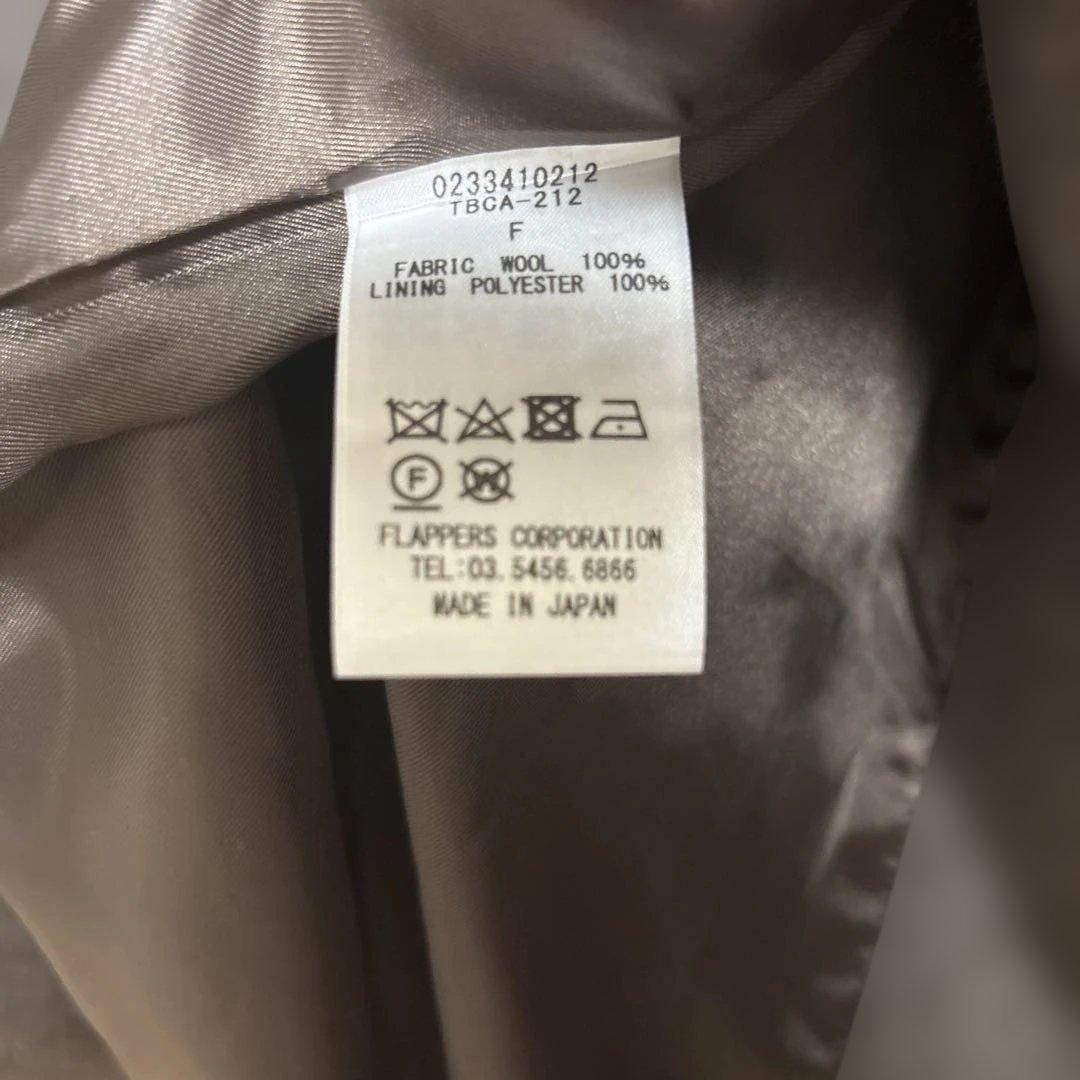 0233410212
TBCA-212
F
FABRIC WOOL 100%
LINING POLYESTER 100%
F W
FLAPPERS CORPORATION
TEL:03.5456.6866
MADE IN JAPAN